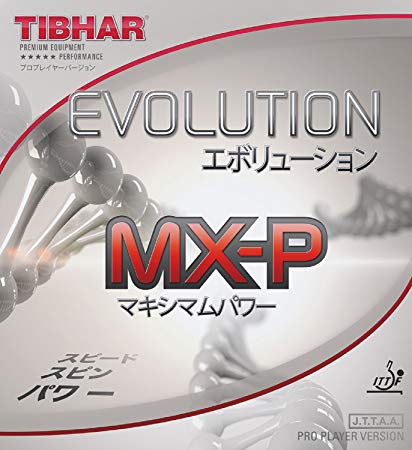 TIBHAR
PREMIUM EQUIPMENT
★★★★★ PERFORMANCE
プロプレイヤーバージョン
EVOLUTION
エボリューション
MX-P
マキシマムパワー
スピード
スピン
パワー
ITTF
J.T.T.A.A.
PRO PLAYER VERSION